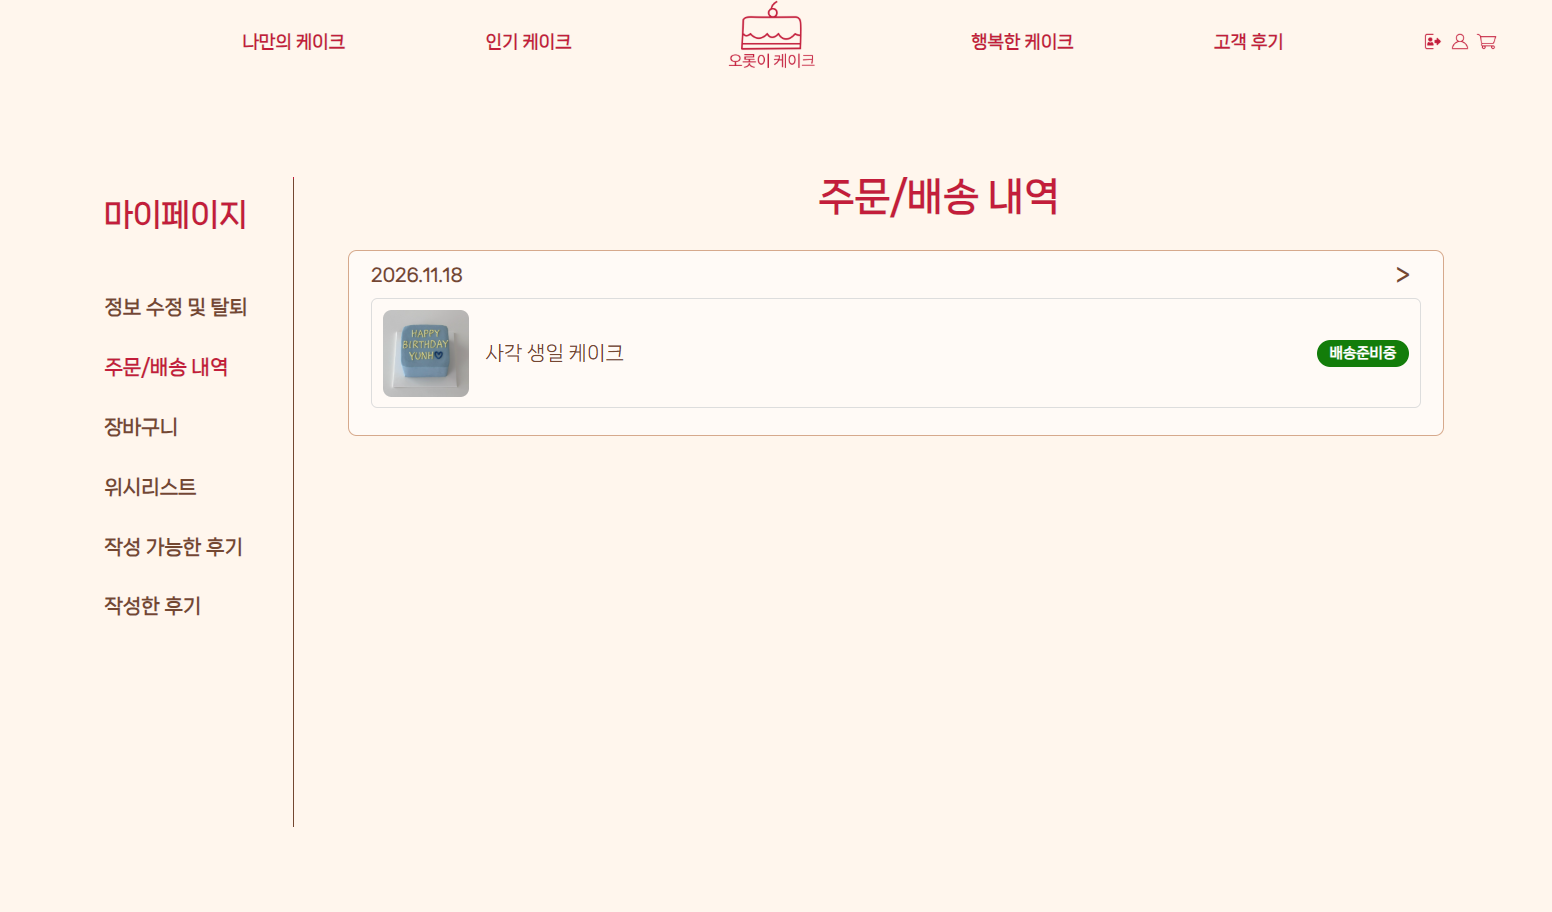 나만의 케이크
인기 케이크
오롯이 케이크
행복한 케이크
고객 후기
마이페이지
정보 수정 및 탈퇴
주문/배송 내역
장바구니
위시리스트
작성 가능한 후기
작성한 후기
주문/배송 내역
2026.11.18
>
HAPPY
BIRTHDAY
YUNH
사각 생일 케이크
배송준비중